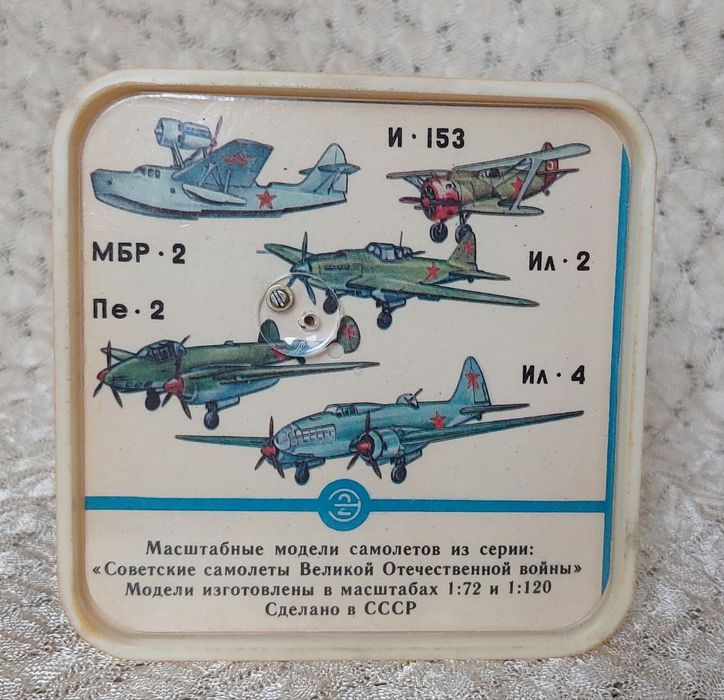 И·153
МБР·2
Ил·2
Пе·2
Ил·4
Масштабные модели самолетов из серии:
«Советские самолеты Великой Отечественной войны»
Модели изготовлены в масштабах 1:72 и 1:120
Сделано в СССР